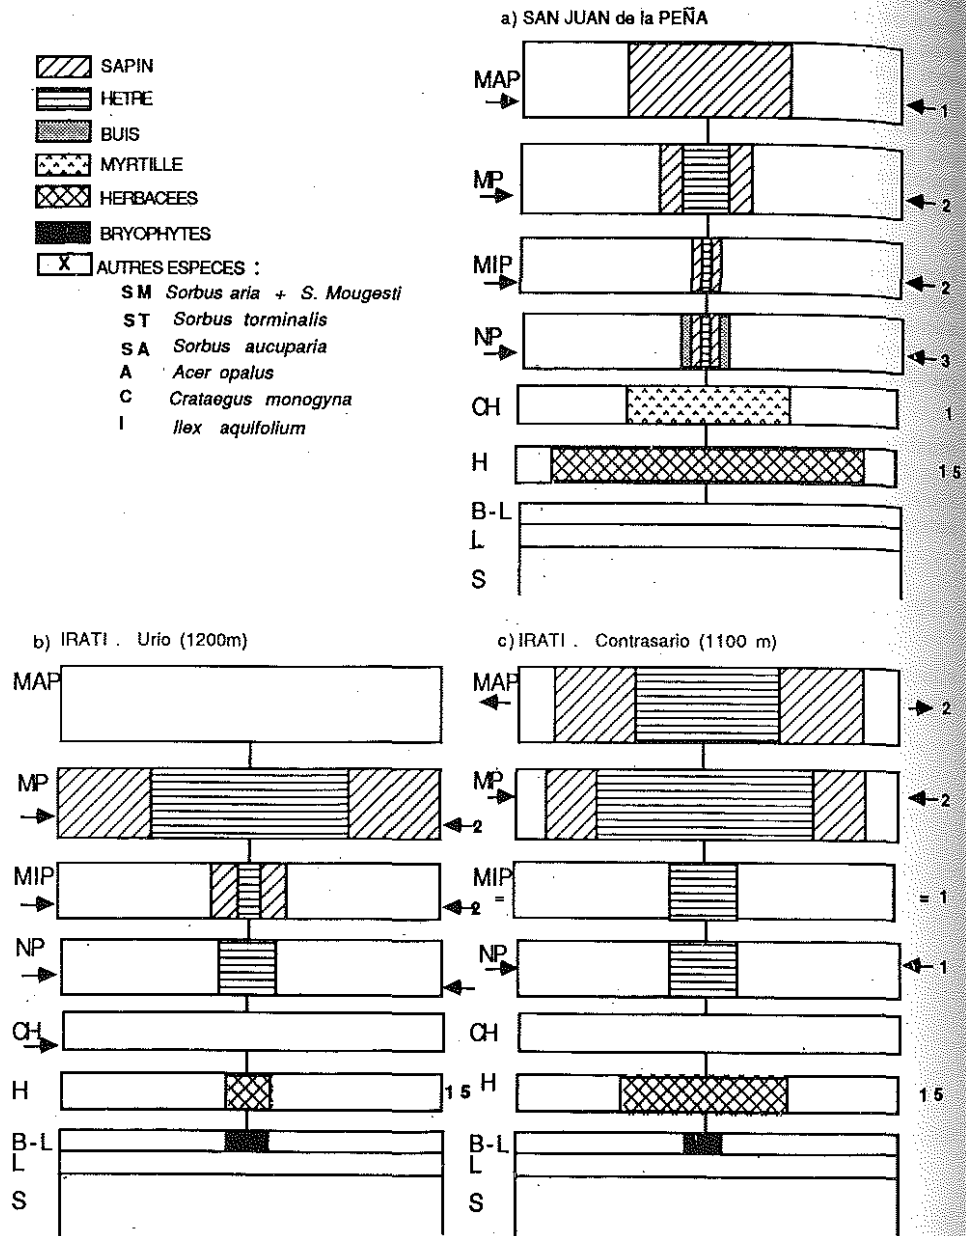 a) SAN JUAN de la PEÑA
SAPIN
HETRE
BUIS
MYRTILLE
HERBACEES
BRYOPHYTES
X AUTRES ESPECES :
SM Sorbus aria + S. Mougesti
ST Sorbus torminalis
SA Sorbus aucuparia
A Acer opalus
C Crataegus monogyna
I Ilex aquifolium
MAP 1
MP 2
MIP 2
NP 3
CH 1
H 15
B-L
L
S
b) IRATI . Urio (1200m)
MAP
MP 2
MIP 2
NP
CH
H 15
B-L
L
S
c) IRATI . Contrasario (1100 m)
MAP 2
MP 2
MIP = = 1
NP 1
CH
H 15
B-L
L
S